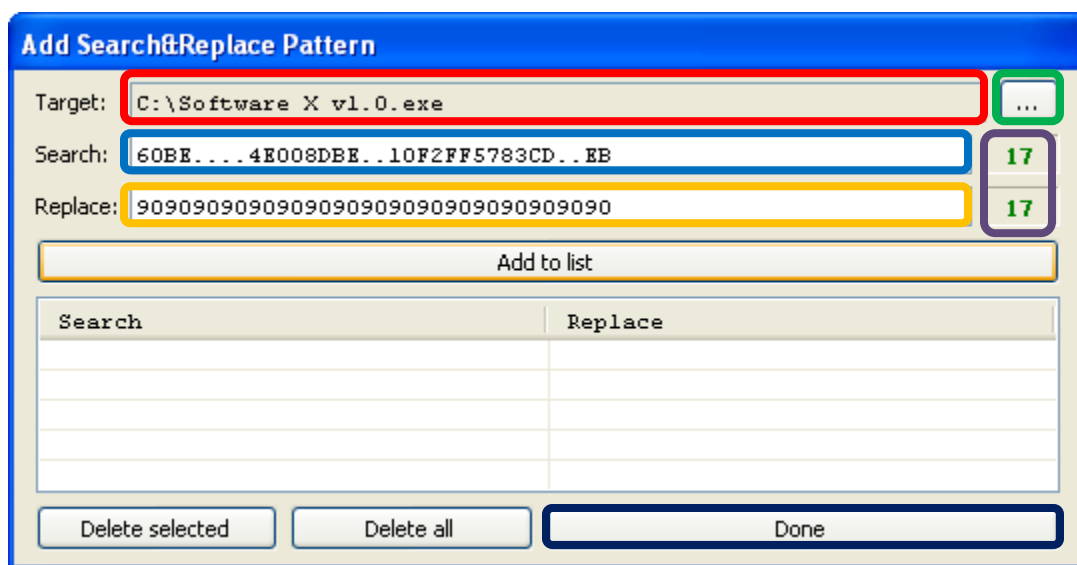 Add Search&Replace Pattern
Target: C:\Software X v1.0.exe ...
Search: 60BE....4E008DBE..10F2FF5783CD..EB 17
Replace: 9090909090909090909090909090909090 17
Add to list
Search Replace
Delete selected Delete all Done